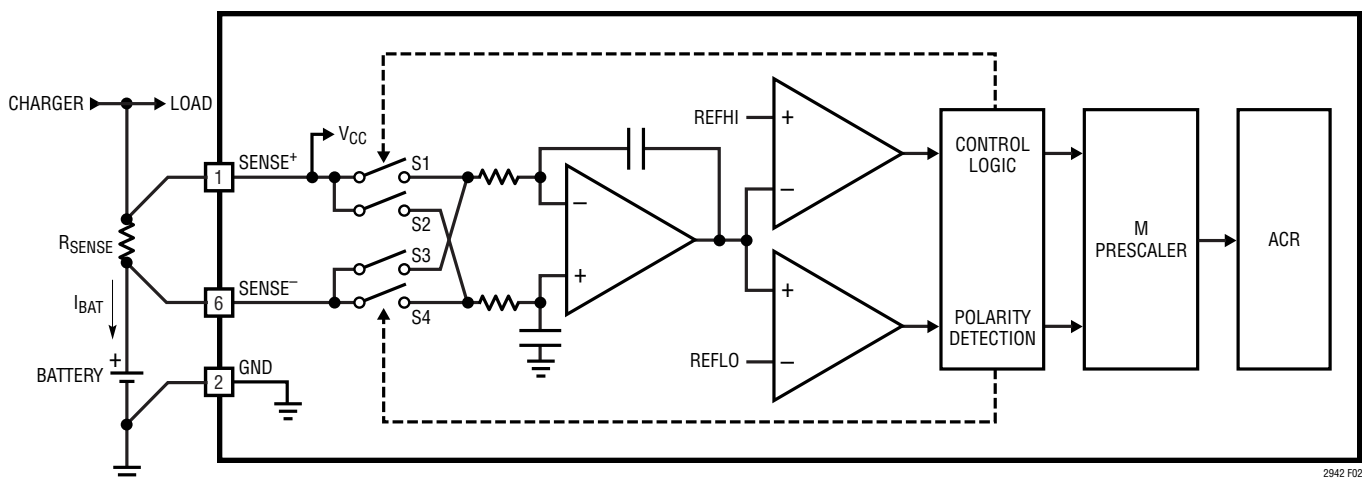 CHARGER
LOAD
VCC
1
SENSE+
S1
S2
RSENSE
S3
6
SENSE–
S4
IBAT
+
BATTERY
2
GND
–
+
REFHI
+
–
+
REFLO
–
CONTROL
LOGIC
POLARITY
DETECTION
M
PRESCALER
ACR
2942 F02